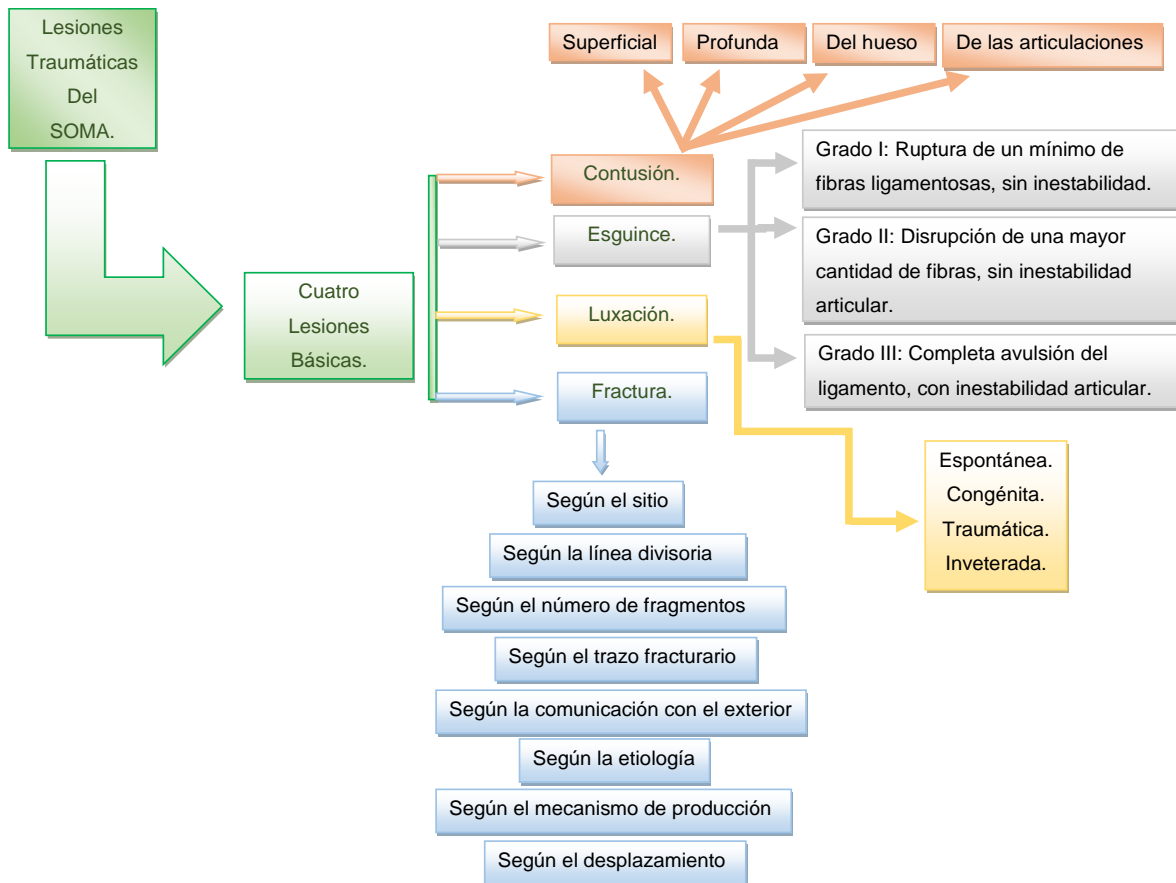 Lesiones
Traumáticas
Del
SOMA.
Superficial
Profunda
Del hueso
De las articulaciones
Cuatro
Lesiones
Básicas.
Contusión.
Esguince.
Luxación.
Fractura.
Grado I: Ruptura de un mínimo de
fibras ligamentosas, sin inestabilidad.
Grado II: Disrupción de una mayor
cantidad de fibras, sin inestabilidad
articular.
Grado III: Completa avulsión del
ligamento, con inestabilidad articular.
Espontánea.
Congénita.
Traumática.
Inveterada.
Según el sitio
Según la línea divisoria
Según el número de fragmentos
Según el trazo fracturario
Según la comunicación con el exterior
Según la etiología
Según el mecanismo de producción
Según el desplazamiento